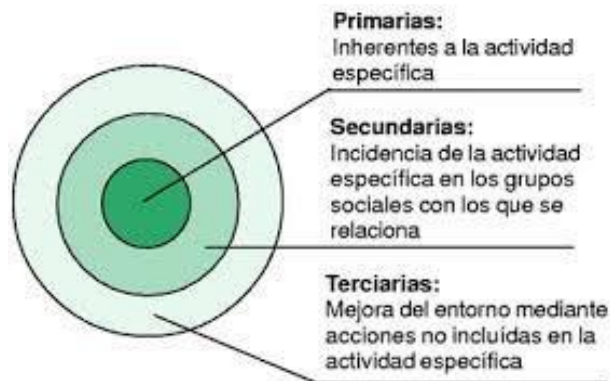 Primarias:
Inherentes a la actividad
específica
Secundarias:
Incidencia de la actividad
específica en los grupos
sociales con los que se
relaciona
Terciarias:
Mejora del entorno mediante
acciones no incluídas en la
actividad específica